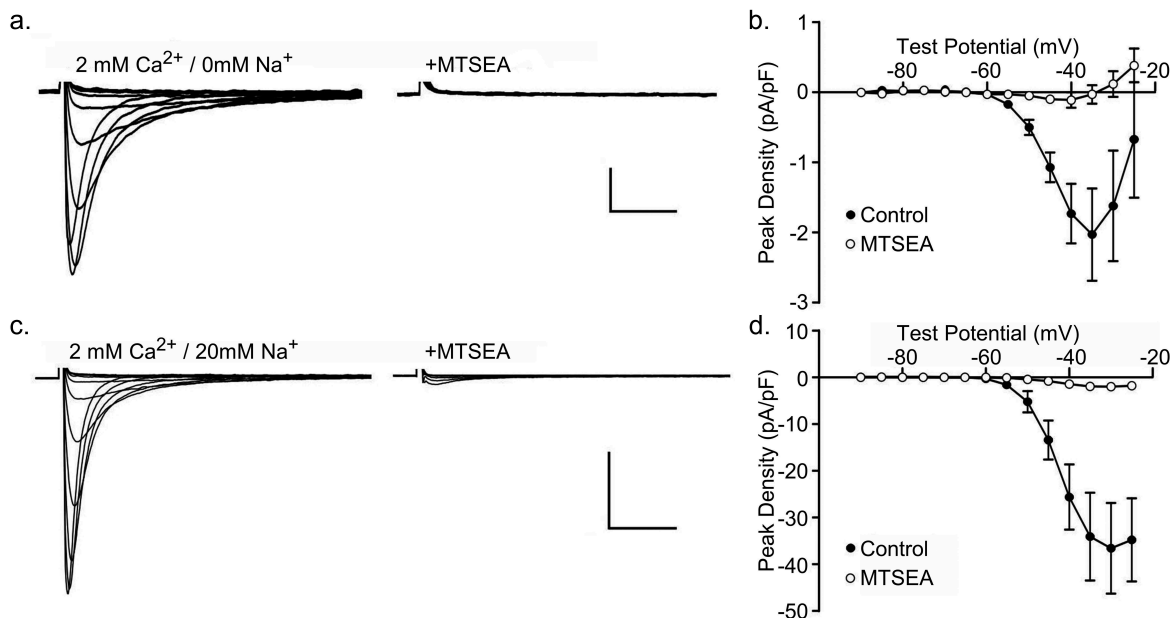 a.
2 mM Ca²⁺ / 0mM Na⁺
+MTSEA
b.
Test Potential (mV)
-80 -60 -40 -20
1
0
-1
-2
-3
Peak Density (pA/pF)
Control
MTSEA
c.
2 mM Ca²⁺ / 20mM Na⁺
+MTSEA
d.
Test Potential (mV)
-80 -60 -40 -20
10
0
-10
-20
-30
-40
-50
Peak Density (pA/pF)
Control
MTSEA